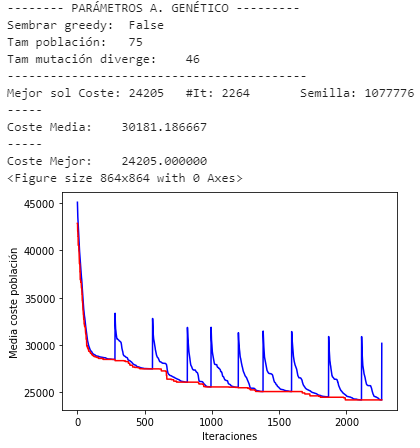 -------- PARÁMETROS A. GENÉTICO ---------
Sembrar greedy:  False
Tam población:   75
Tam mutación diverge:    46
------------------------------------------
Mejor sol Coste: 24205   #It: 2264       Semilla: 1077776
-----
Coste Media:    30181.186667
-----
Coste Mejor:    24205.000000
<Figure size 864x864 with 0 Axes>
45000
40000
35000
30000
25000
Media coste población
0 500 1000 1500 2000
Iteraciones